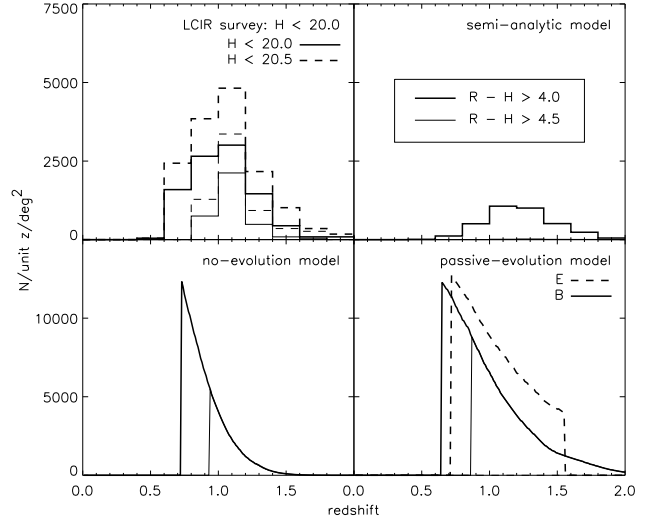 7500
5000
2500
0
LCIR survey: H < 20.0
H < 20.0
H < 20.5
semi-analytic model
R - H > 4.0
R - H > 4.5
N/unit z/deg²
10000
5000
0
no-evolution model
passive-evolution model
E
B
0.0 0.5 1.0 1.5 0.0 0.5 1.0 1.5 2.0
redshift